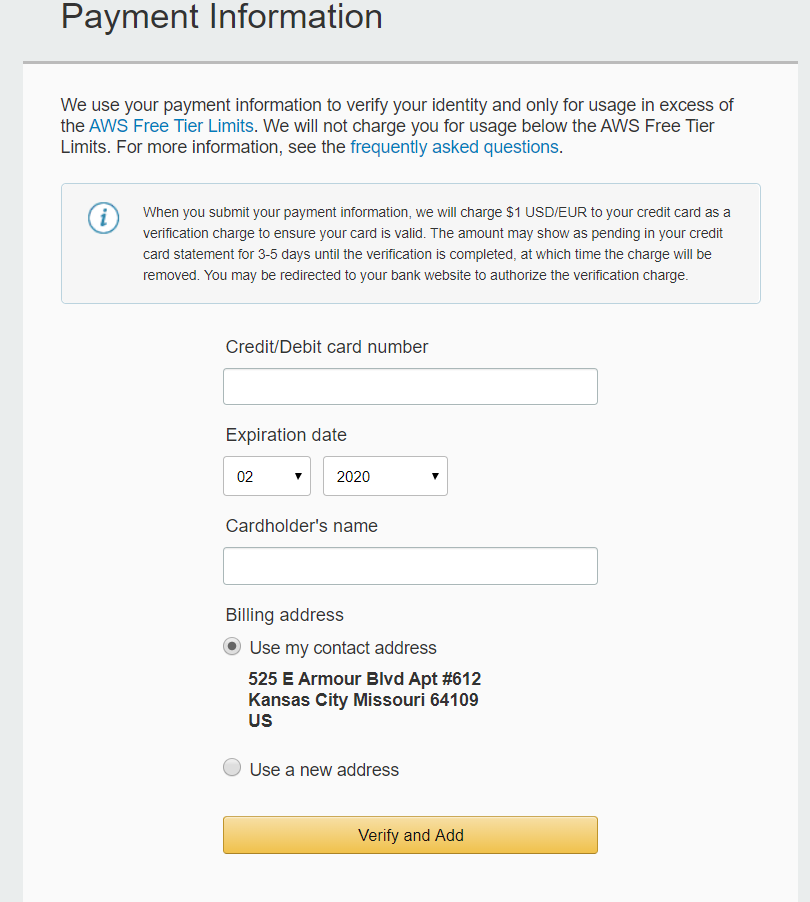 Payment Information
We use your payment information to verify your identity and only for usage in excess of
the AWS Free Tier Limits. We will not charge you for usage below the AWS Free Tier
Limits. For more information, see the frequently asked questions.
i
When you submit your payment information, we will charge $1 USD/EUR to your credit card as a
verification charge to ensure your card is valid. The amount may show as pending in your credit
card statement for 3-5 days until the verification is completed, at which time the charge will be
removed. You may be redirected to your bank website to authorize the verification charge.
Credit/Debit card number
Expiration date
02 2020
Cardholder's name
Billing address
Use my contact address
525 E Armour Blvd Apt #612
Kansas City Missouri 64109
US
Use a new address
Verify and Add